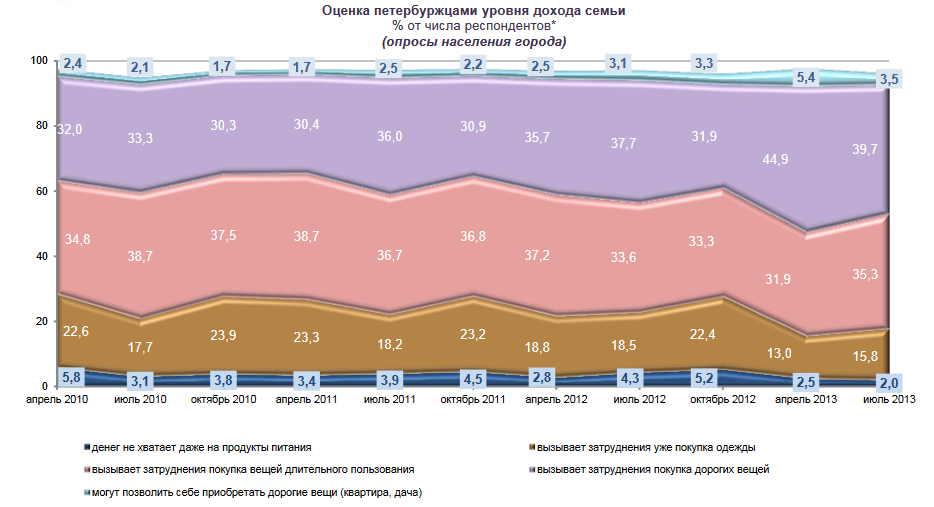 Оценка петербуржцами уровня дохода семьи
% от числа респондентов*
(опросы населения города)
100 2,4 2,1 1,7 1,7 2,5 2,2 2,5 3,1 3,3 5,4 3,5
80
32,0 33,3 30,3 30,4 36,0 30,9 35,7 37,7 31,9 44,9 39,7
60
34,8 38,7 37,5 38,7 36,7 36,8 37,2 33,6 33,3 31,9 35,3
40
20
22,6 17,7 23,9 23,3 18,2 23,2 18,8 18,5 22,4 13,0 15,8
0 5,8 3,1 3,8 3,4 3,9 4,5 2,8 4,3 5,2 2,5 2,0
апрель 2010 июль 2010 октябрь 2010 апрель 2011 июль 2011 октябрь 2011 апрель 2012 июль 2012 октябрь 2012 апрель 2013 июль 2013
денег не хватает даже на продукты питания вызывает затруднения уже покупка одежды
вызывает затруднения покупка вещей длительного пользования вызывает затруднения покупка дорогих вещей
могут позволить себе приобретать дорогие вещи (квартира, дача)